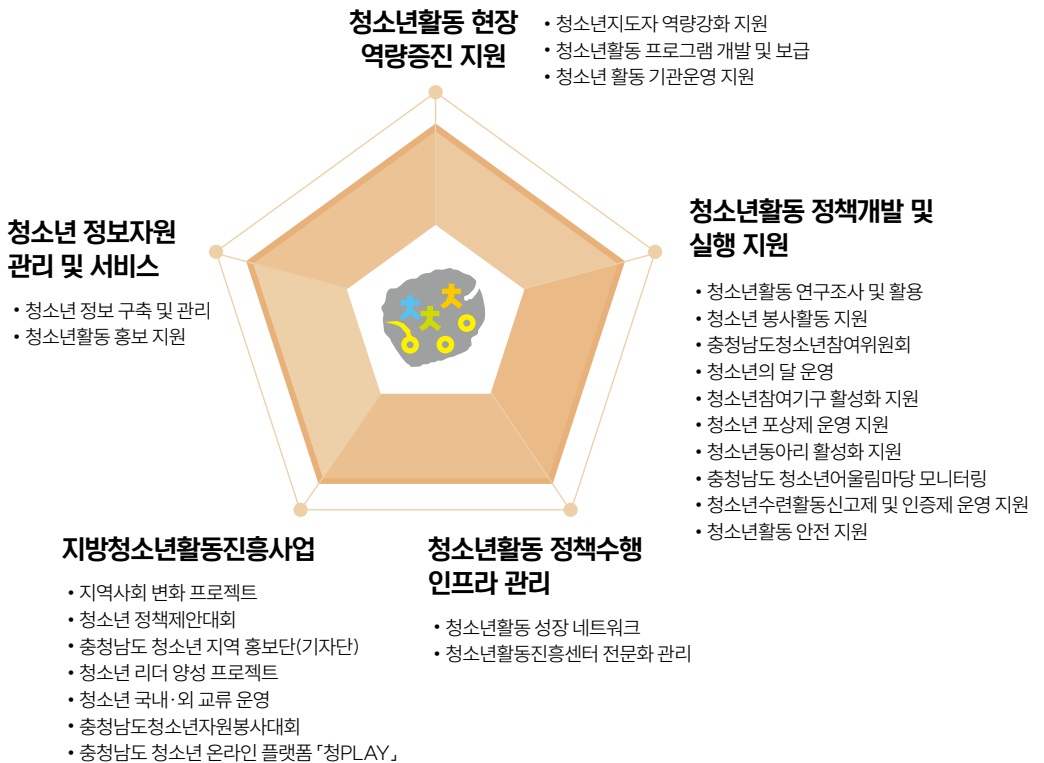 청소년활동 현장
역량증진 지원
• 청소년지도자 역량강화 지원
• 청소년활동 프로그램 개발 및 보급
• 청소년 활동 기관운영 지원
청소년활동 정책개발 및
실행 지원
• 청소년활동 연구조사 및 활용
• 청소년 봉사활동 지원
• 충청남도청소년참여위원회
• 청소년의 달 운영
• 청소년참여기구 활성화 지원
• 청소년 포상제 운영 지원
• 청소년동아리 활성화 지원
• 충청남도 청소년어울림마당 모니터링
• 청소년수련활동신고제 및 인증제 운영 지원
• 청소년활동 안전 지원
청소년 정보자원
관리 및 서비스
• 청소년 정보 구축 및 관리
• 청소년활동 홍보 지원
지방청소년활동진흥사업
• 지역사회 변화 프로젝트
• 청소년 정책제안대회
• 충청남도 청소년 지역 홍보단(기자단)
• 청소년 리더 양성 프로젝트
• 청소년 국내·외 교류 운영
• 충청남도청소년자원봉사대회
• 충청남도 청소년 온라인 플랫폼 「청PLAY」
청소년활동 정책수행
인프라 관리
• 청소년활동 성장 네트워크
• 청소년활동진흥센터 전문화 관리